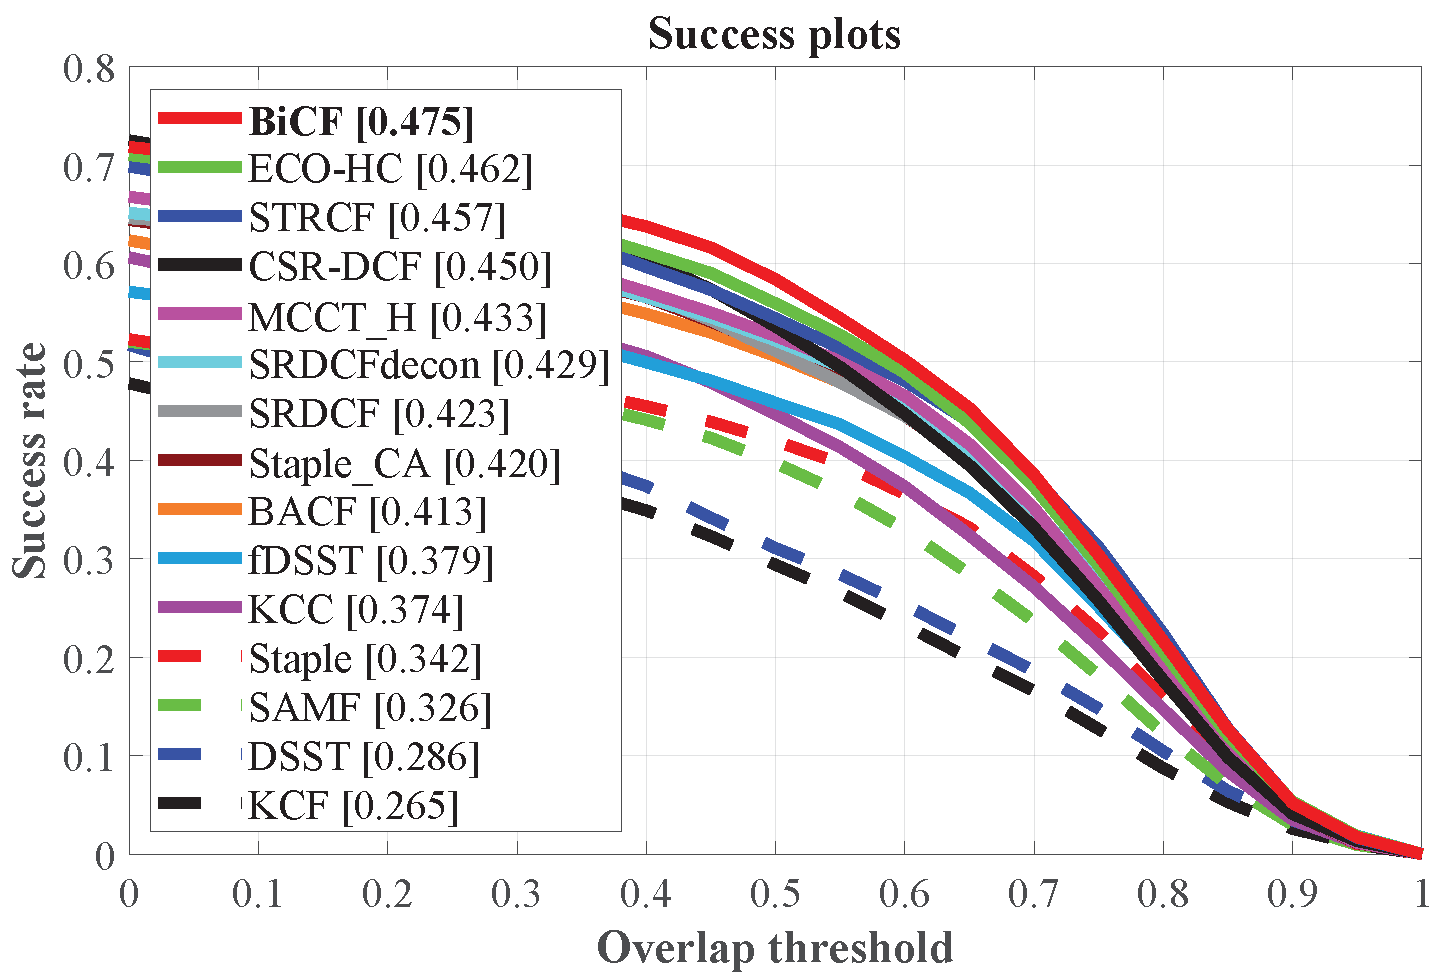 Success plots
Success rate
0.8
0.7
0.6
0.5
0.4
0.3
0.2
0.1
0
BiCF [0.475]
ECO-HC [0.462]
STRCF [0.457]
CSR-DCF [0.450]
MCCT_H [0.433]
SRDCFdecon [0.429]
SRDCF [0.423]
Staple_CA [0.420]
BACF [0.413]
fDSST [0.379]
KCC [0.374]
Staple [0.342]
SAMF [0.326]
DSST [0.286]
KCF [0.265]
0 0.1 0.2 0.3 0.4 0.5 0.6 0.7 0.8 0.9 1
Overlap threshold